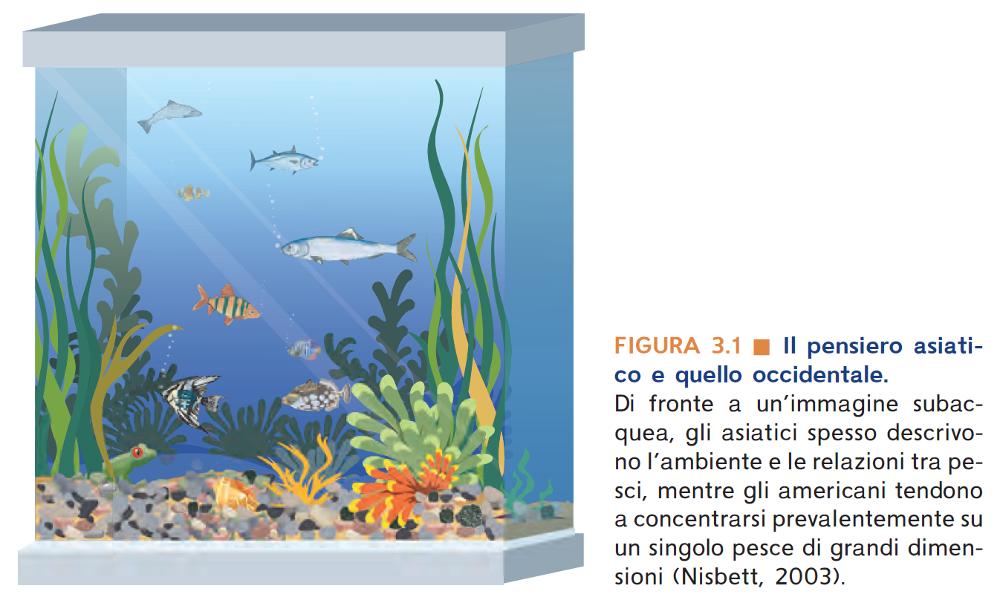 FIGURA 3.1 ■ Il pensiero asiati-
co e quello occidentale.
Di fronte a un’immagine subac-
quea, gli asiatici spesso descrivo-
no l’ambiente e le relazioni tra pe-
sci, mentre gli americani tendono
a concentrarsi prevalentemente su
un singolo pesce di grandi dimen-
sioni (Nisbett, 2003).